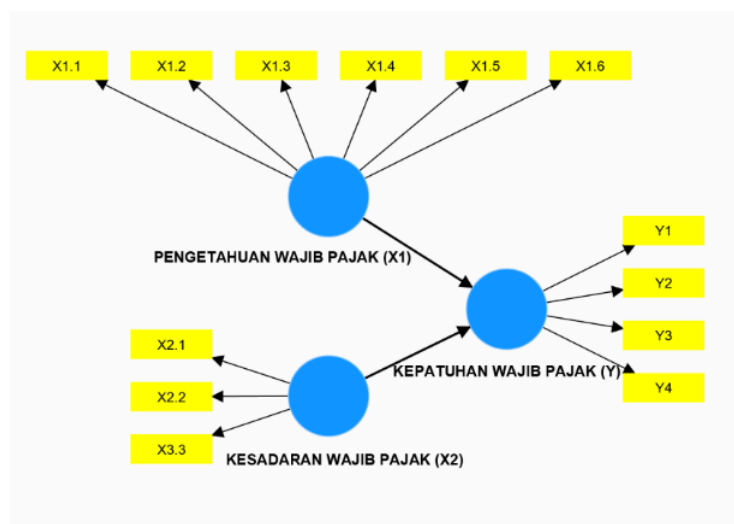 X1.1 X1.2 X1.3 X1.4 X1.5 X1.6
PENGETAHUAN WAJIB PAJAK (X1)
Y1
Y2
Y3
Y4
KEPATUHAN WAJIB PAJAK (Y)
X2.1
X2.2
X3.3
KESADARAN WAJIB PAJAK (X2)